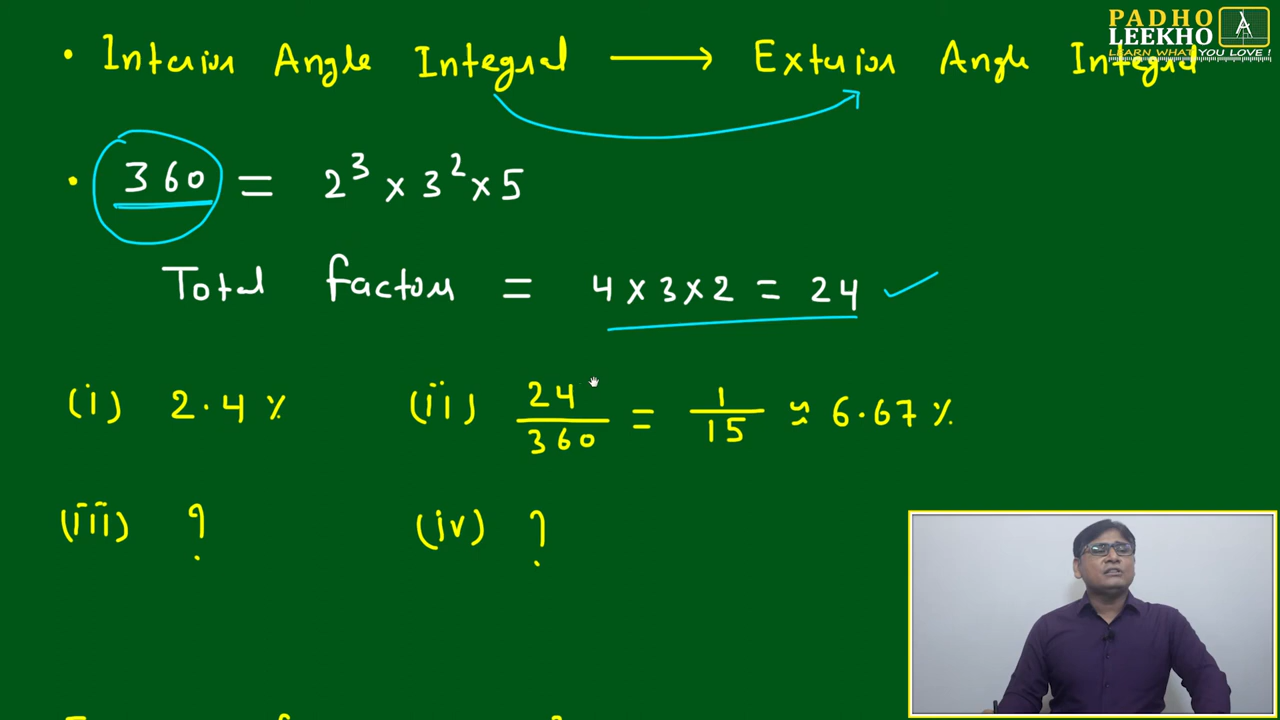 PADHO
LEEKHO
LEARN WHAT YOU LOVE !
• Interior Angle Integral → Exterior Angle Integral
• 360 = 2³ × 3² × 5
Total factors = 4 × 3 × 2 = 24 ✓
(i) 2.4 % (ii) 24/360 = 1/15 ≈ 6.67 %
(iii) ? (iv) ?